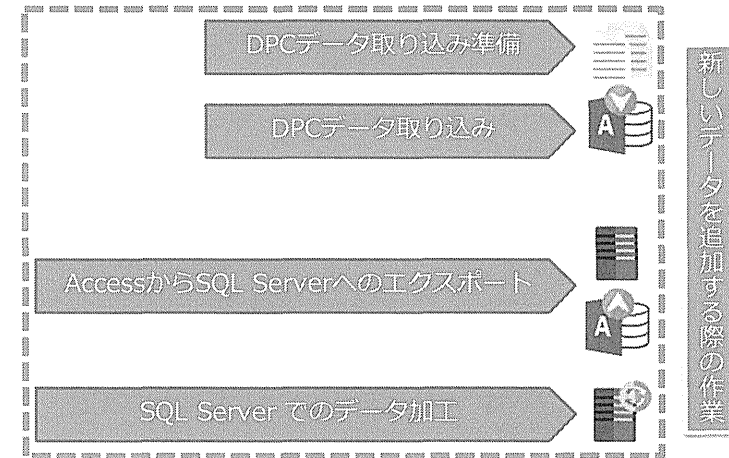 DPCデータ取り込み準備
DPCデータ取り込み
A
AccessからSQL Serverへのエクスポート
A
SQL Server でのデータ加工
新しいデータを追加する際の作業